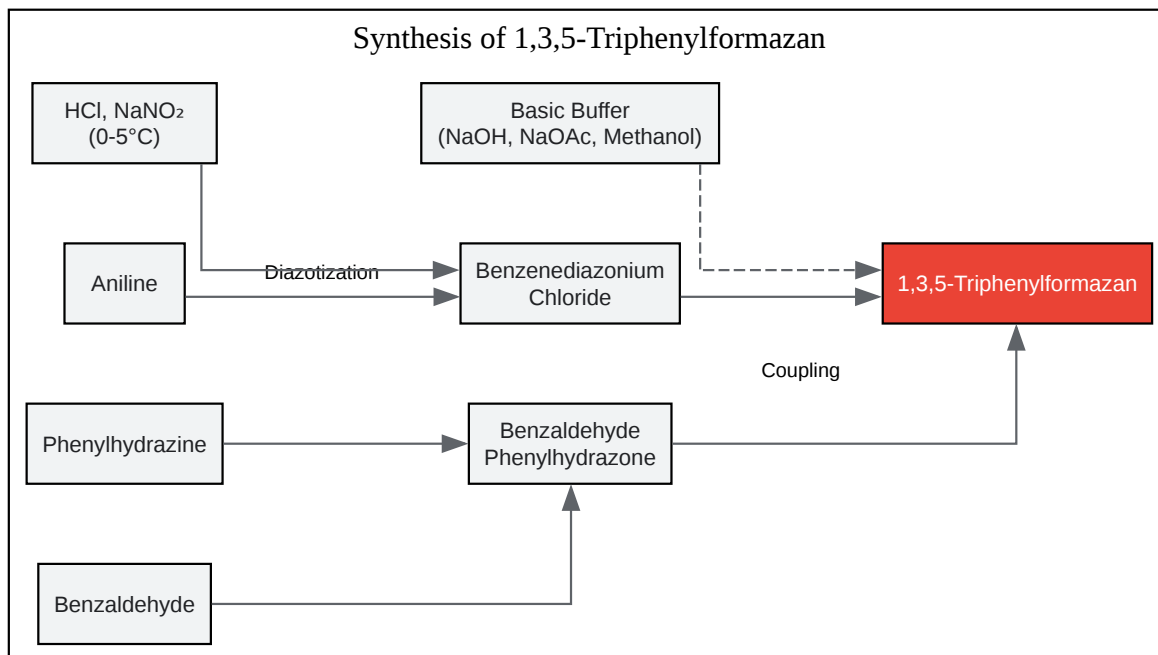 Synthesis of 1,3,5-Triphenylformazan
HCl, NaNO₂
(0-5°C)
Basic Buffer
(NaOH, NaOAc, Methanol)
Aniline
Diazotization
Benzenediazonium
Chloride
1,3,5-Triphenylformazan
Coupling
Phenylhydrazine
Benzaldehyde
Phenylhydrazone
Benzaldehyde